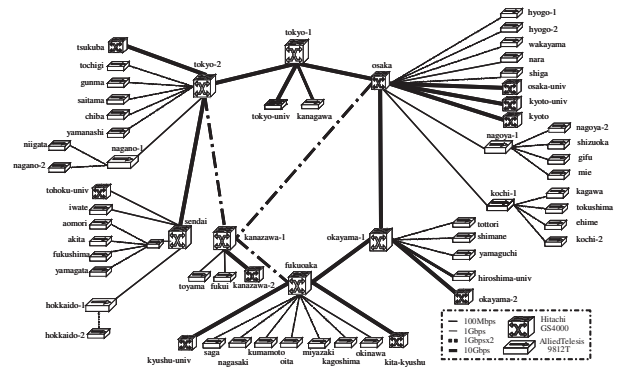 tokyo-1
hyogo-1
hyogo-2
wakayama
nara
shiga
osaka-univ
kyoto-univ
kyoto
tsukuba
tokyo-2
tochigi
gunma
saitama
chiba
yamanashi
nagano-1
niigata
nagano-2
osaka
tokyo-univ
kanagawa
nagoya-1
nagoya-2
shizuoka
gifu
mie
kochi-1
kagawa
tokushima
ehime
kochi-2
tohoku-univ
iwate
aomori
akita
fukushima
yamagata
sendai
hokkaido-1
hokkaido-2
kanazawa-1
toyama
fukui
kanazawa-2
okayama-1
tottori
shimane
yamaguchi
hiroshima-univ
okayama-2
fukuoaka
kyushu-univ
saga
nagasaki
kumamoto
oita
miyazaki
kagoshima
okinawa
kita-kyushu
100Mbps
1Gbps
1Gbpsx2
10Gbps
Hitachi
GS4000
AlliedTelesis
9812T